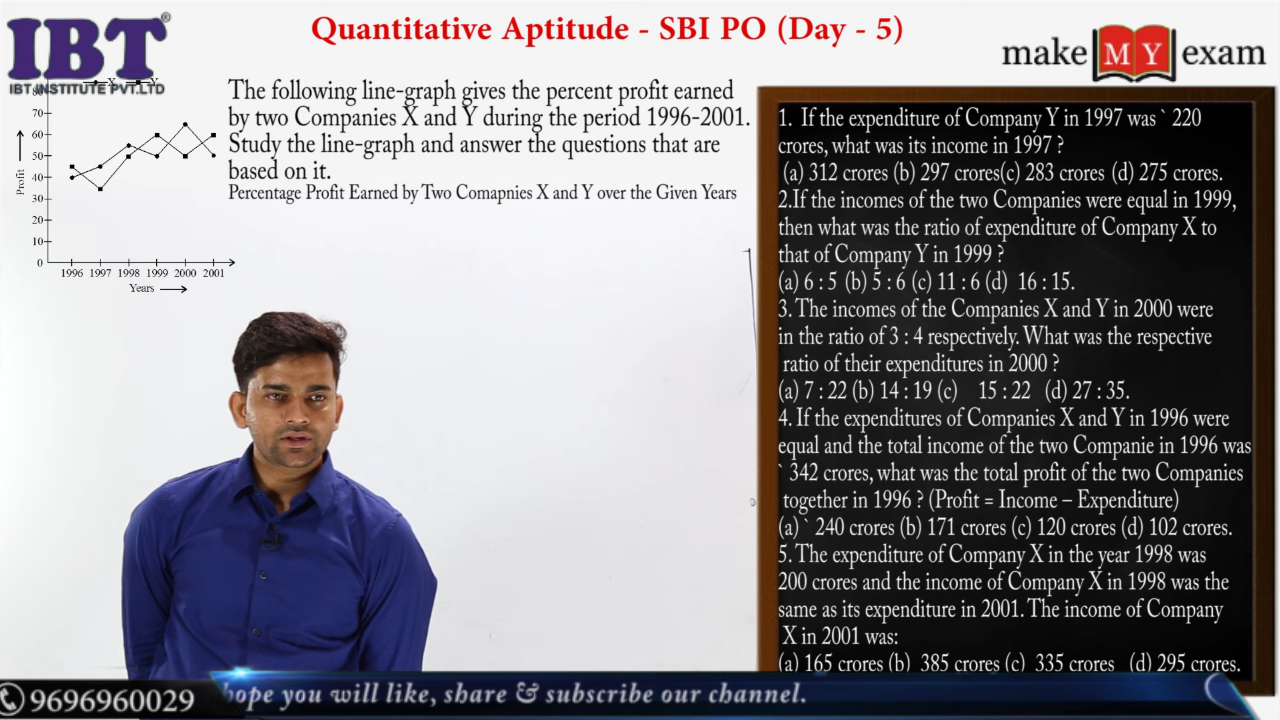 IBT
®
IBT INSTITUTE PVT.LTD
Quantitative Aptitude - SBI PO (Day - 5)
make MY exam
X Y
80
70
60
50
40
30
20
10
0
Profit
1996 1997 1998 1999 2000 2001
Years
The following line-graph gives the percent profit earned
by two Companies X and Y during the period 1996-2001.
Study the line-graph and answer the questions that are
based on it.
Percentage Profit Earned by Two Comapnies X and Y over the Given Years
1. If the expenditure of Company Y in 1997 was ` 220
crores, what was its income in 1997 ?
(a) 312 crores (b) 297 crores(c) 283 crores (d) 275 crores.
2.If the incomes of the two Companies were equal in 1999,
then what was the ratio of expenditure of Company X to
that of Company Y in 1999 ?
(a) 6 : 5 (b) 5 : 6 (c) 11 : 6 (d) 16 : 15.
3. The incomes of the Companies X and Y in 2000 were
in the ratio of 3 : 4 respectively. What was the respective
ratio of their expenditures in 2000 ?
(a) 7 : 22 (b) 14 : 19 (c) 15 : 22 (d) 27 : 35.
4. If the expenditures of Companies X and Y in 1996 were
equal and the total income of the two Companie in 1996 was
` 342 crores, what was the total profit of the two Companies
together in 1996 ? (Profit = Income – Expenditure)
(a) ` 240 crores (b) 171 crores (c) 120 crores (d) 102 crores.
5. The expenditure of Company X in the year 1998 was
200 crores and the income of Company X in 1998 was the
same as its expenditure in 2001. The income of Company
X in 2001 was:
(a) 165 crores (b) 385 crores (c) 335 crores (d) 295 crores.
9696960029
hope you will like, share & subscribe our channel.